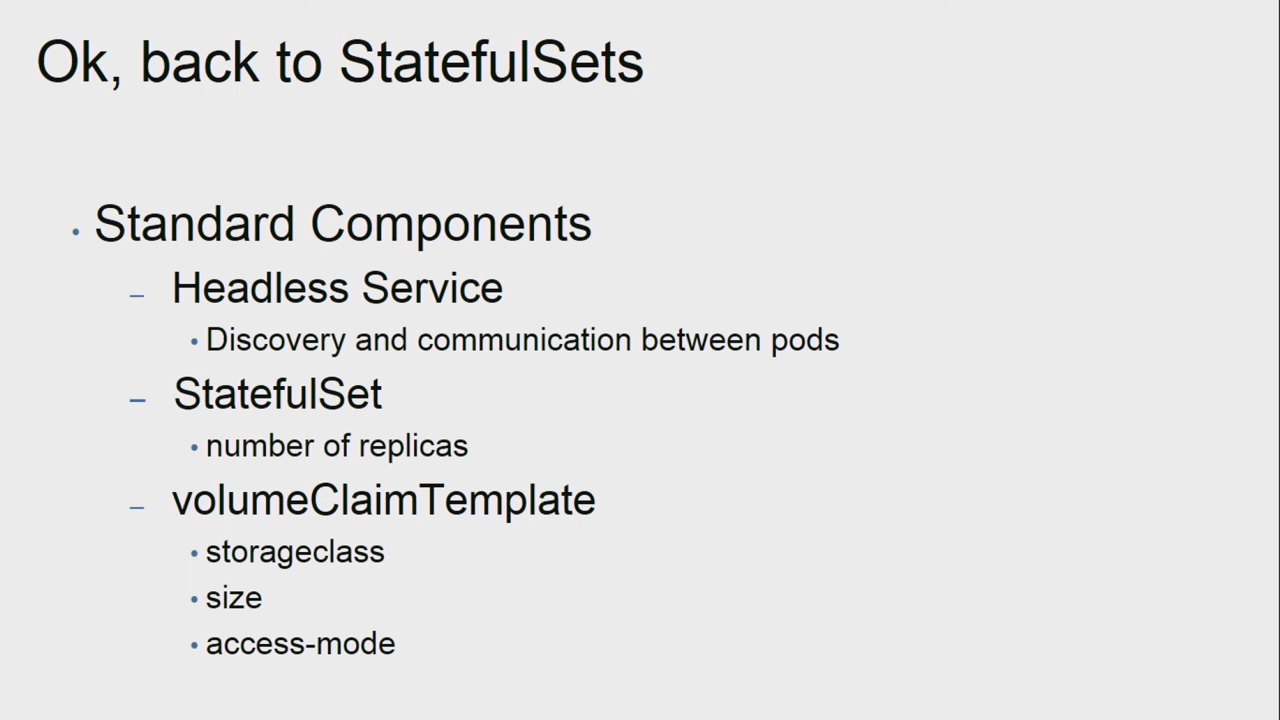 Ok, back to StatefulSets
• Standard Components
– Headless Service
• Discovery and communication between pods
– StatefulSet
• number of replicas
– volumeClaimTemplate
• storageclass
• size
• access-mode